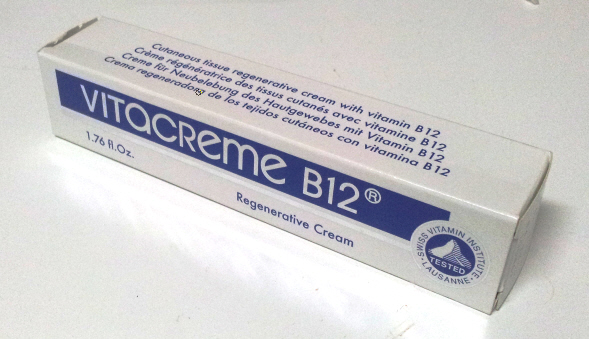 Cutaneous tissue regenerative cream with vitamin B12
Crème régénératrice des tissus cutanés avec vitamine B12
Creme für Neubelebung des Hautgewebes mit Vitamin B12
Crema regeneradora de los tejidos cutáneos con vitamina B12
VITACREME B12®
1.76 fl.Oz.
Regenerative Cream
SWISS VITAMIN INSTITUTE
TESTED
· LAUSANNE ·